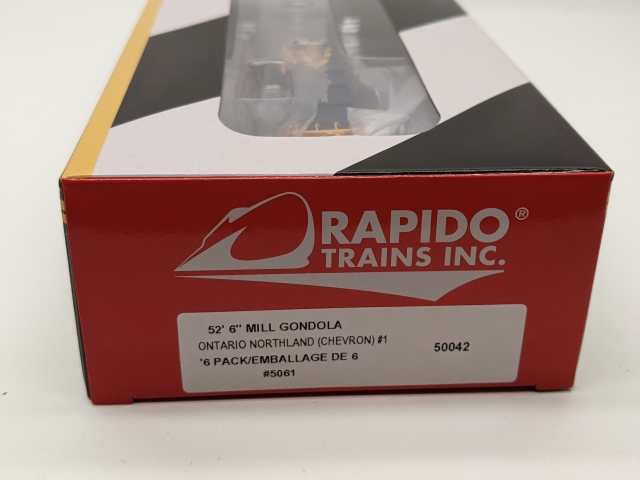 RAPIDO®
TRAINS INC.
52' 6" MILL GONDOLA
ONTARIO NORTHLAND (CHEVRON) #1
50042
'6 PACK/EMBALLAGE DE 6
#5061